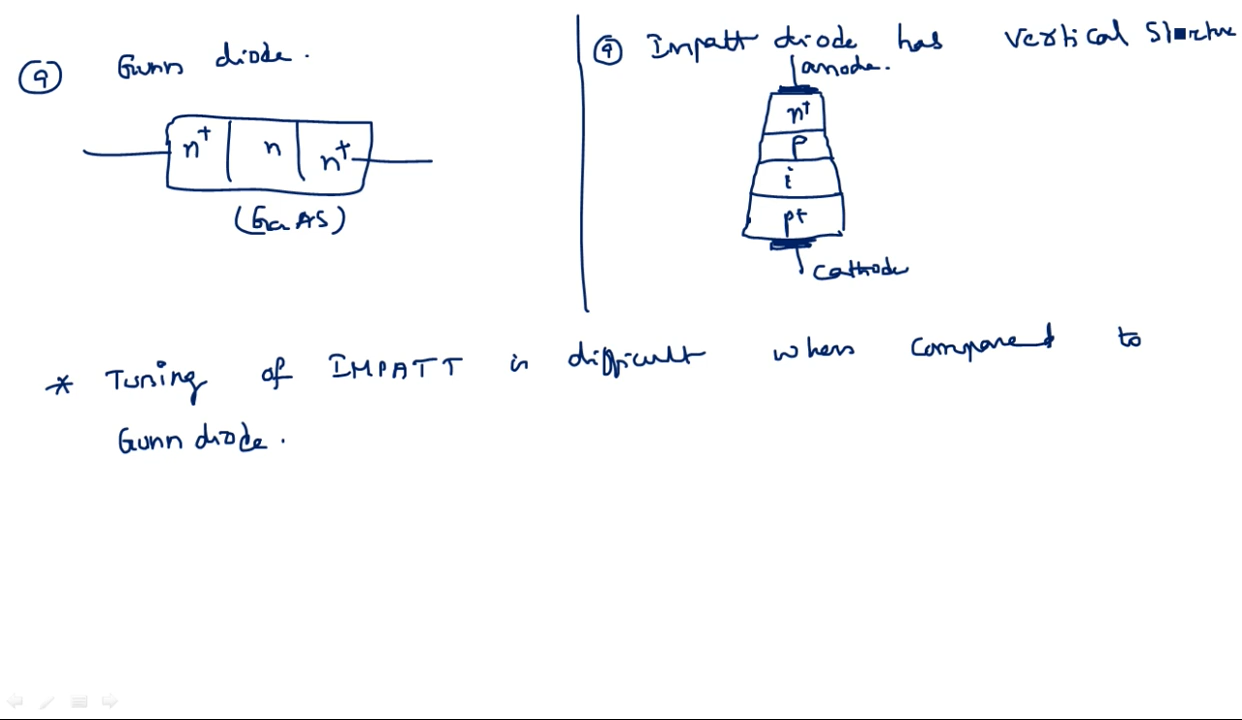 9 Gunn diode.
n+ n n+
(GaAS)
9 Impatt diode has vertical
anode.
n+
p
i
p+
cathode
* Tuning of IMPATT is difficult when compared to
Gunn diode.